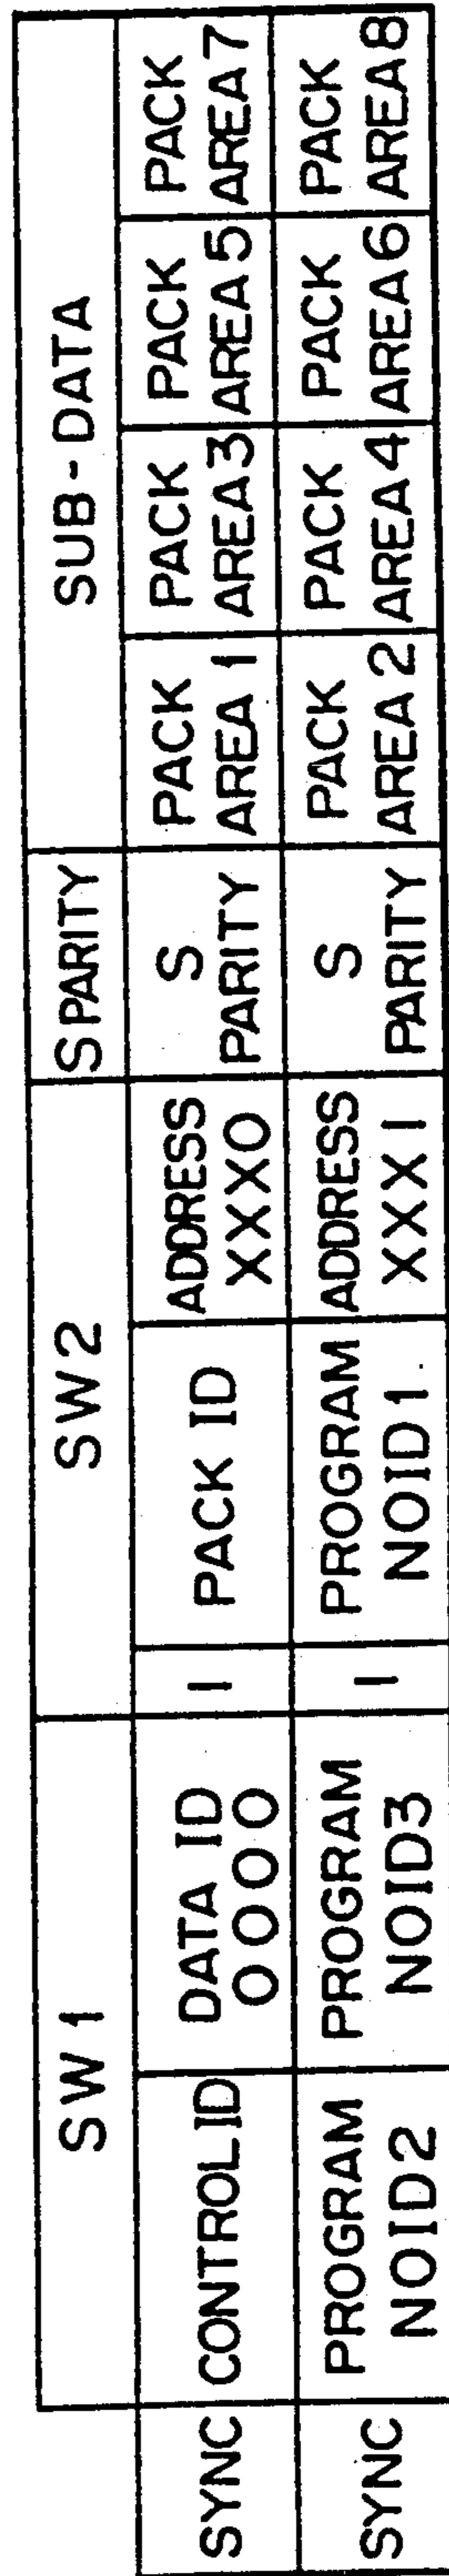 SW1 SW2 S PARITY SUB-DATA
SYNC CONTROL ID DATA ID 0000 1 PACK ID ADDRESS XXX0 S PARITY PACK AREA 1 PACK AREA 3 PACK AREA 5 PACK AREA 7
SYNC PROGRAM NOID2 PROGRAM NOID3 1 PROGRAM NOID1 ADDRESS XXX1 S PARITY PACK AREA 2 PACK AREA 4 PACK AREA 6 PACK AREA 8